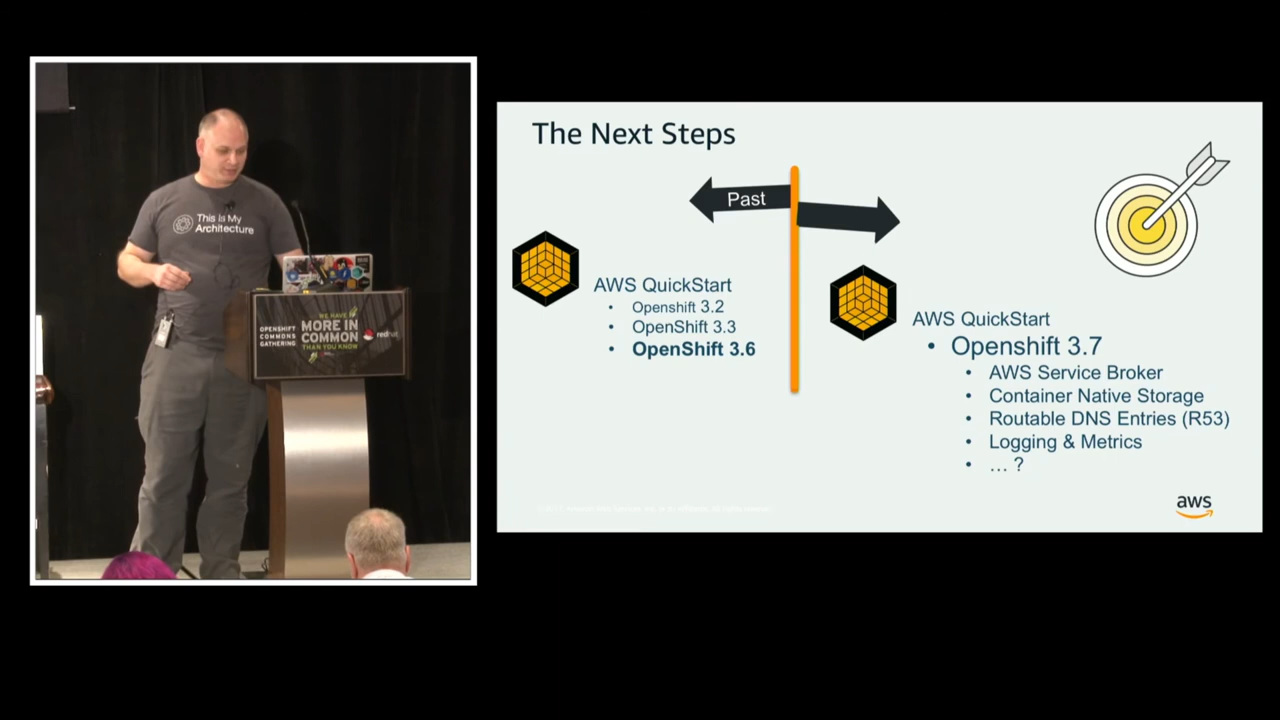 This Is My
Architecture
WE HAVE
OPENSHIFT
COMMONS
GATHERING
MORE IN
COMMON
THAN YOU KNOW
redhat
The Next Steps
Past
AWS QuickStart
• Openshift 3.2
• OpenShift 3.3
• OpenShift 3.6
AWS QuickStart
• Openshift 3.7
• AWS Service Broker
• Container Native Storage
• Routable DNS Entries (R53)
• Logging & Metrics
• … ?
aws